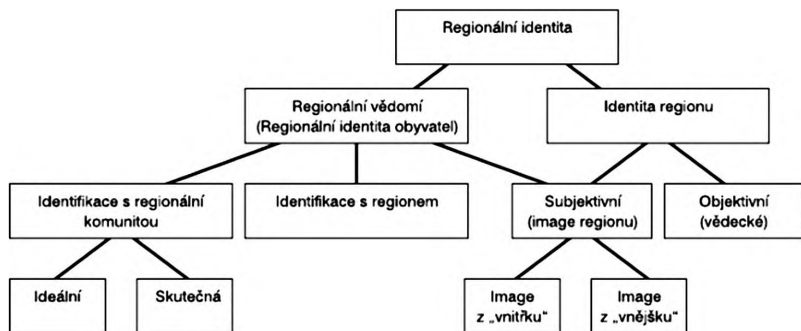 Regionální identita
Regionální vědomí
(Regionální identita obyvatel)
Identita regionu
Identifikace s regionální
komunitou
Identifikace s regionem
Subjektivní
(image regionu)
Objektivní
(vědecké)
Ideální
Skutečná
Image
z „vnitřku“
Image
z „vnějšku“